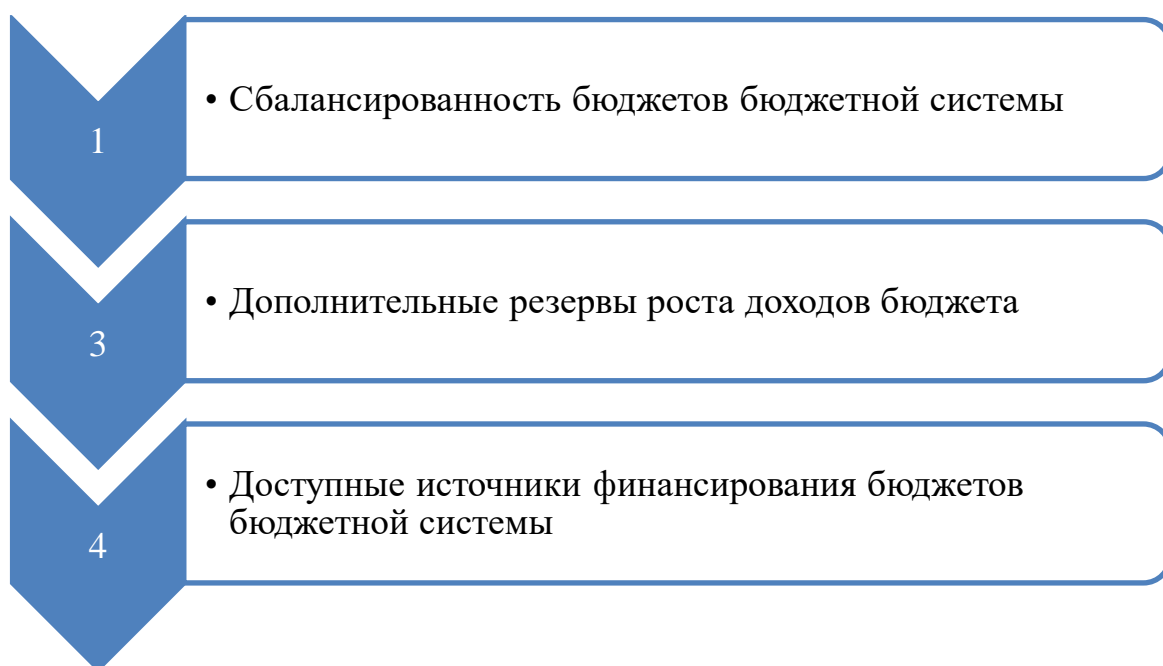 1
• Сбалансированность бюджетов бюджетной системы
3
• Дополнительные резервы роста доходов бюджета
4
• Доступные источники финансирования бюджетов
бюджетной системы